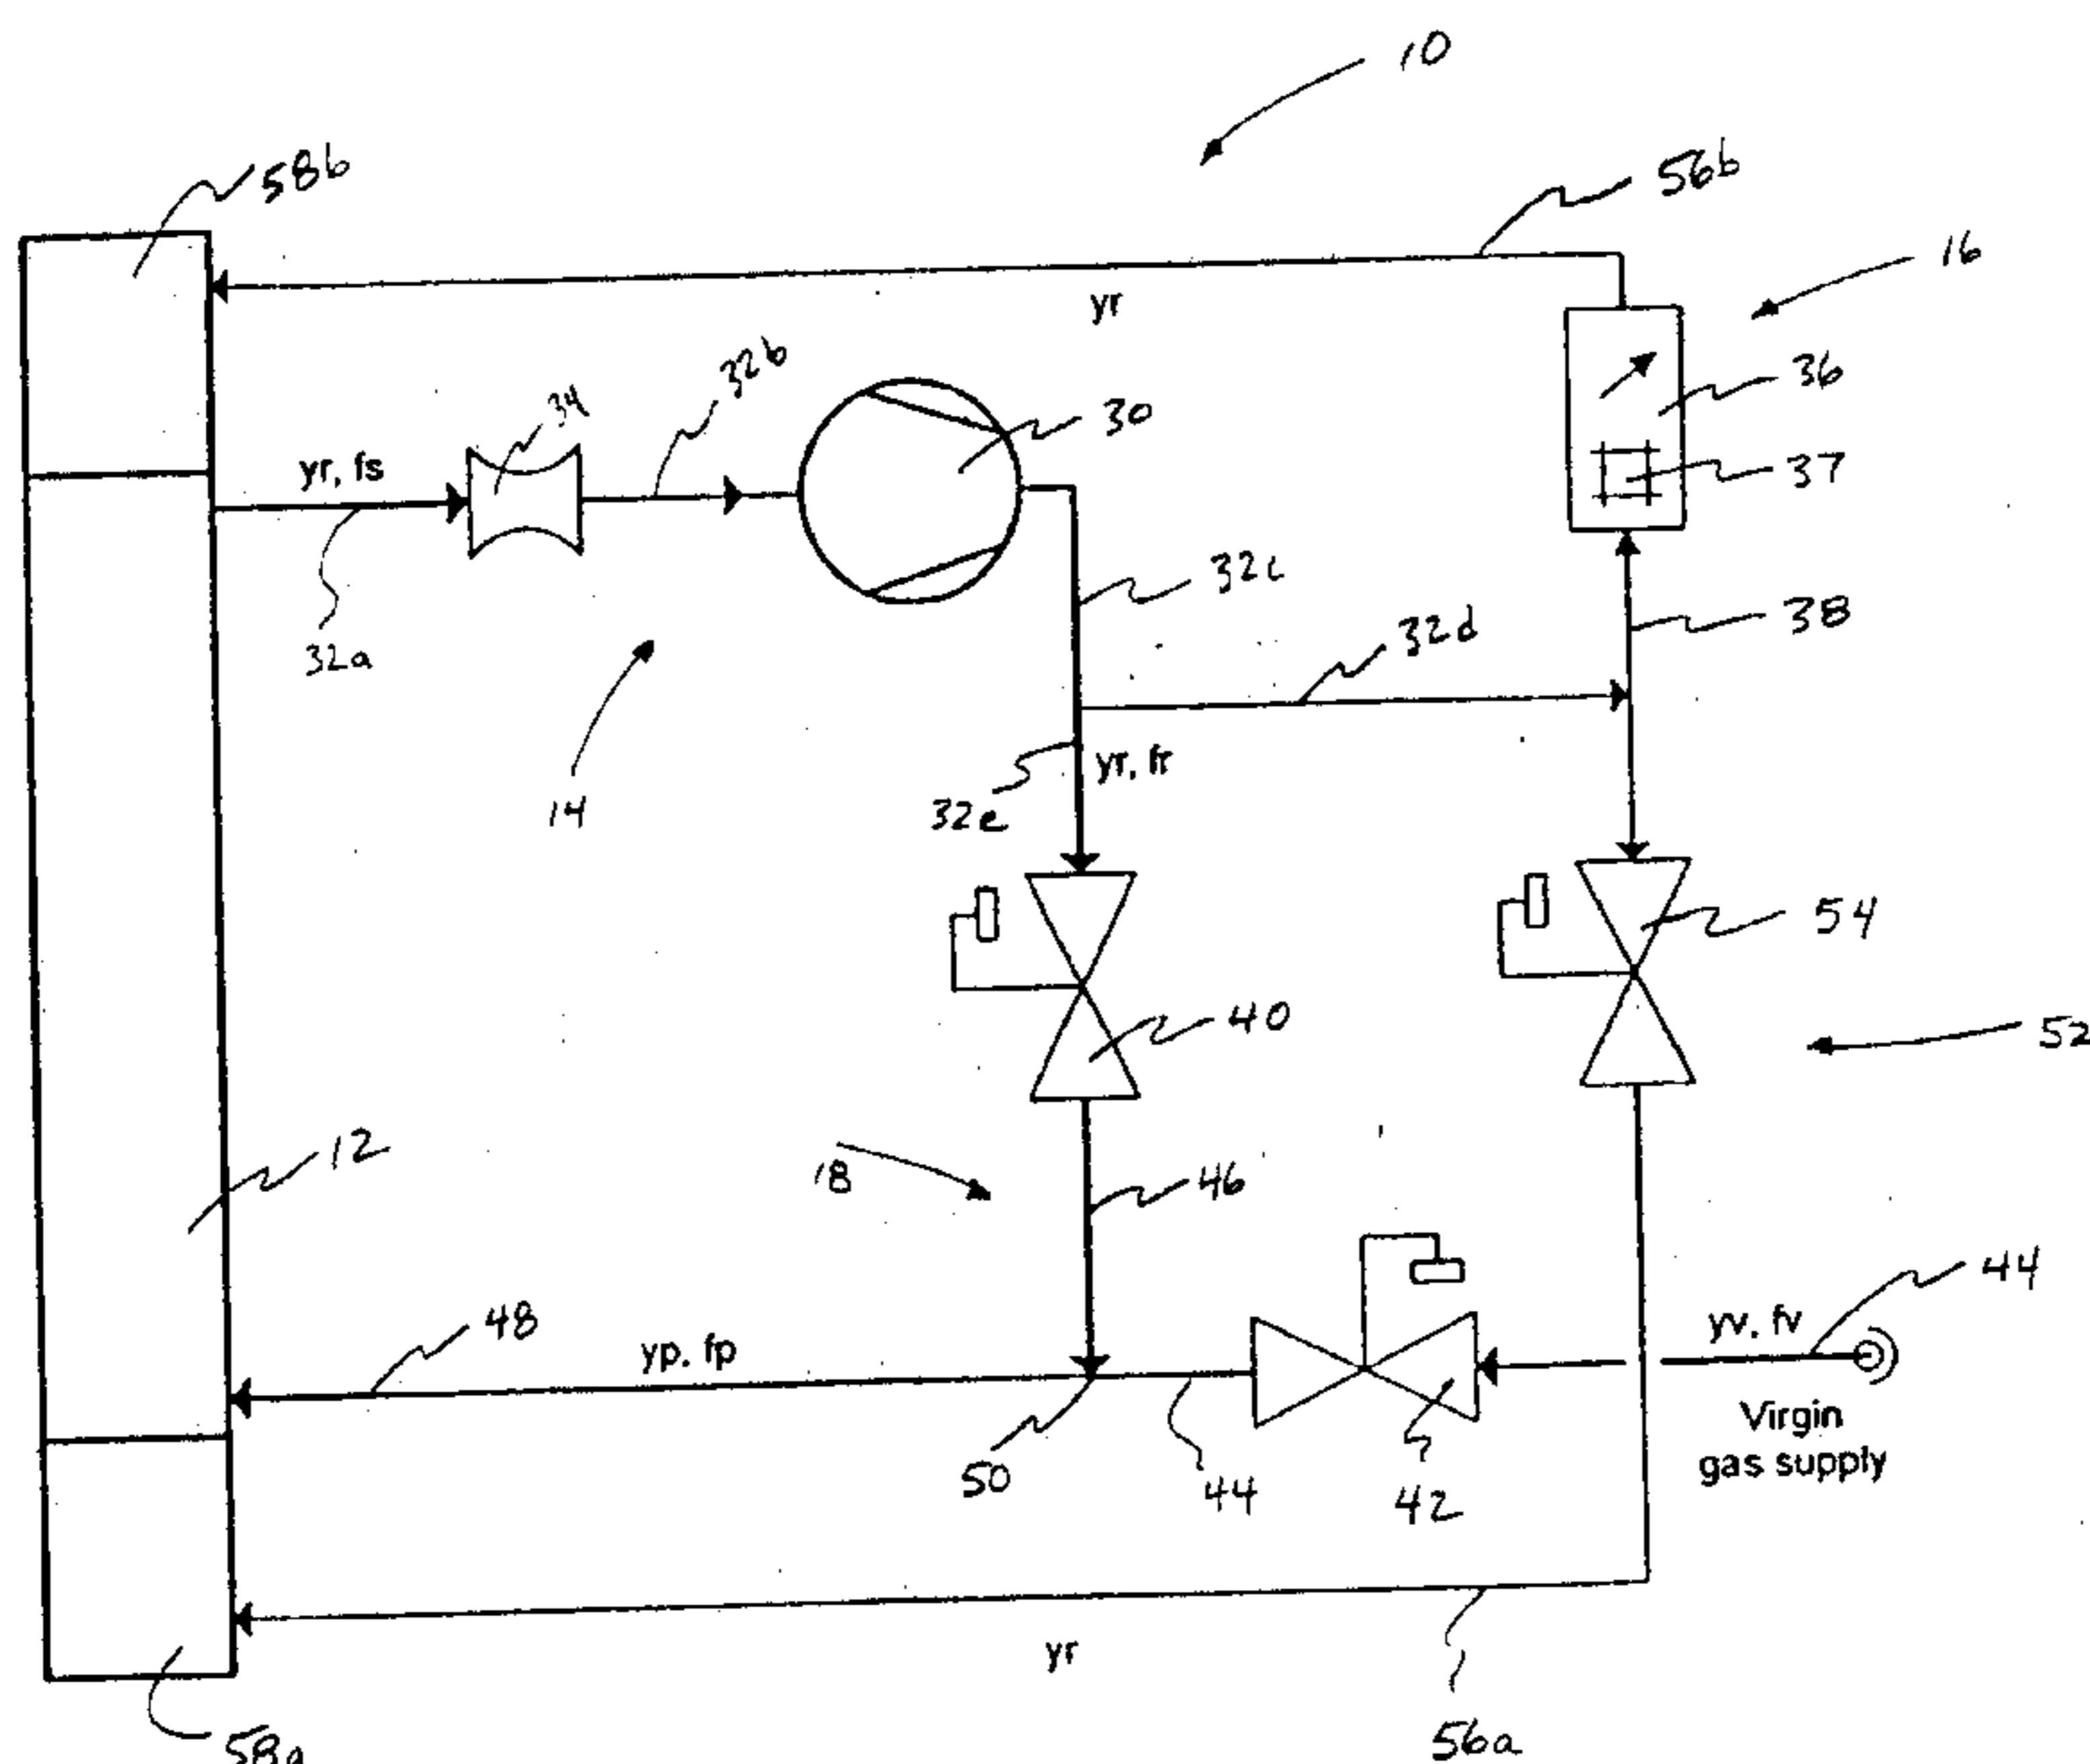 10
58b
56b
16
yr
32b
36
34
30
yr, fs
37
32c
38
32a
32d
yr, fr
14
32e
54
40
52
12
18
46
44
48
yp, fp
yv, fv
Virgin
gas supply
50
44
42
yr
56a
58a